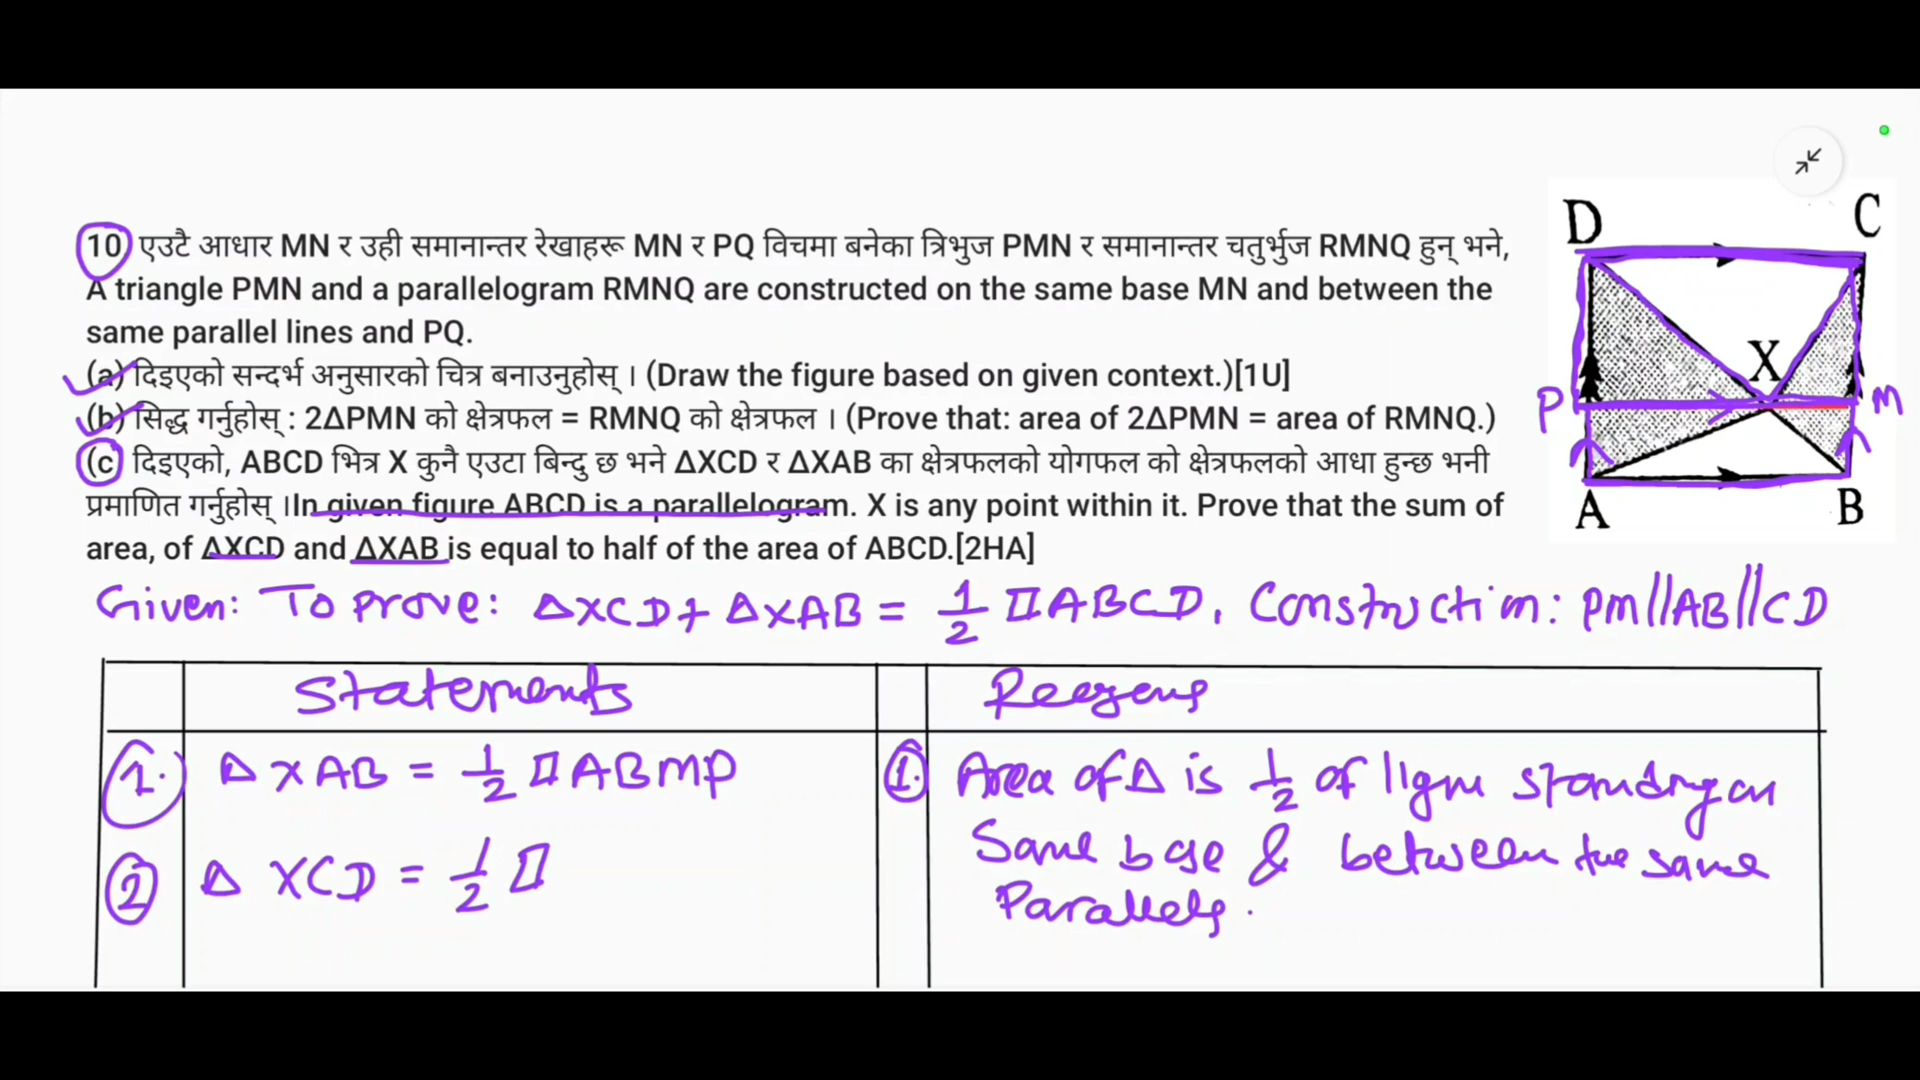 10) एउटै आधार MN र उही समानान्तर रेखाहरू MN र PQ विचमा बनेका त्रिभुज PMN र समानान्तर चतुर्भुज RMNQ हुन् भने,
A triangle PMN and a parallelogram RMNQ are constructed on the same base MN and between the
same parallel lines and PQ.
(a) दिइएको सन्दर्भ अनुसारको चित्र बनाउनुहोस् । (Draw the figure based on given context.)[1U]
(b) सिद्ध गर्नुहोस् : 2ΔPMN को क्षेत्रफल = RMNQ को क्षेत्रफल । (Prove that: area of 2ΔPMN = area of RMNQ.)
(c) दिइएको, ABCD भित्र X कुनै एउटा बिन्दु छ भने ΔXCD र ΔXAB का क्षेत्रफलको योगफल को क्षेत्रफलको आधा हुन्छ भनी
प्रमाणित गर्नुहोस् ।In given figure ABCD is a parallelogram. X is any point within it. Prove that the sum of
area, of ΔXCD and ΔXAB is equal to half of the area of ABCD.[2HA]
D C
X
P M
A B
Given: To prove: ΔXCD + ΔXAB = 1/2 ▱ABCD, Construction: PM//AB//CD
Statements Reasons
1. ΔXAB = 1/2 ▱ABMP
1. Area of Δ is 1/2 of llgm standing on
Same base & between the same
Parallels.
2 ΔXCD = 1/2 ▱